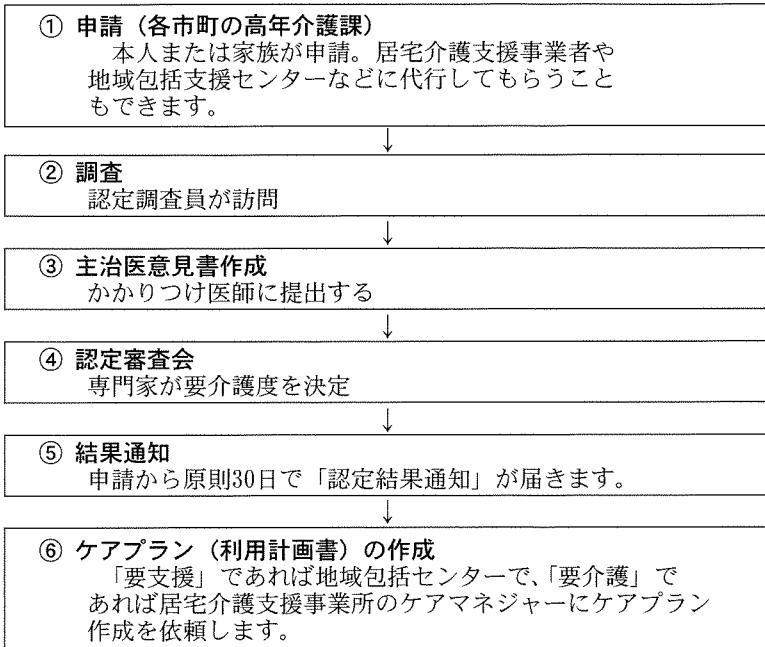 ① 申請（各市町の高年介護課）
本人または家族が申請。居宅介護支援事業者や
地域包括支援センターなどに代行してもらうこと
もできます。
↓
② 調査
認定調査員が訪問
↓
③ 主治医意見書作成
かかりつけ医師に提出する
↓
④ 認定審査会
専門家が要介護度を決定
↓
⑤ 結果通知
申請から原則30日で「認定結果通知」が届きます。
↓
⑥ ケアプラン（利用計画書）の作成
「要支援」であれば地域包括センターで、「要介護」で
あれば居宅介護支援事業所のケアマネジャーにケアプラン
作成を依頼します。